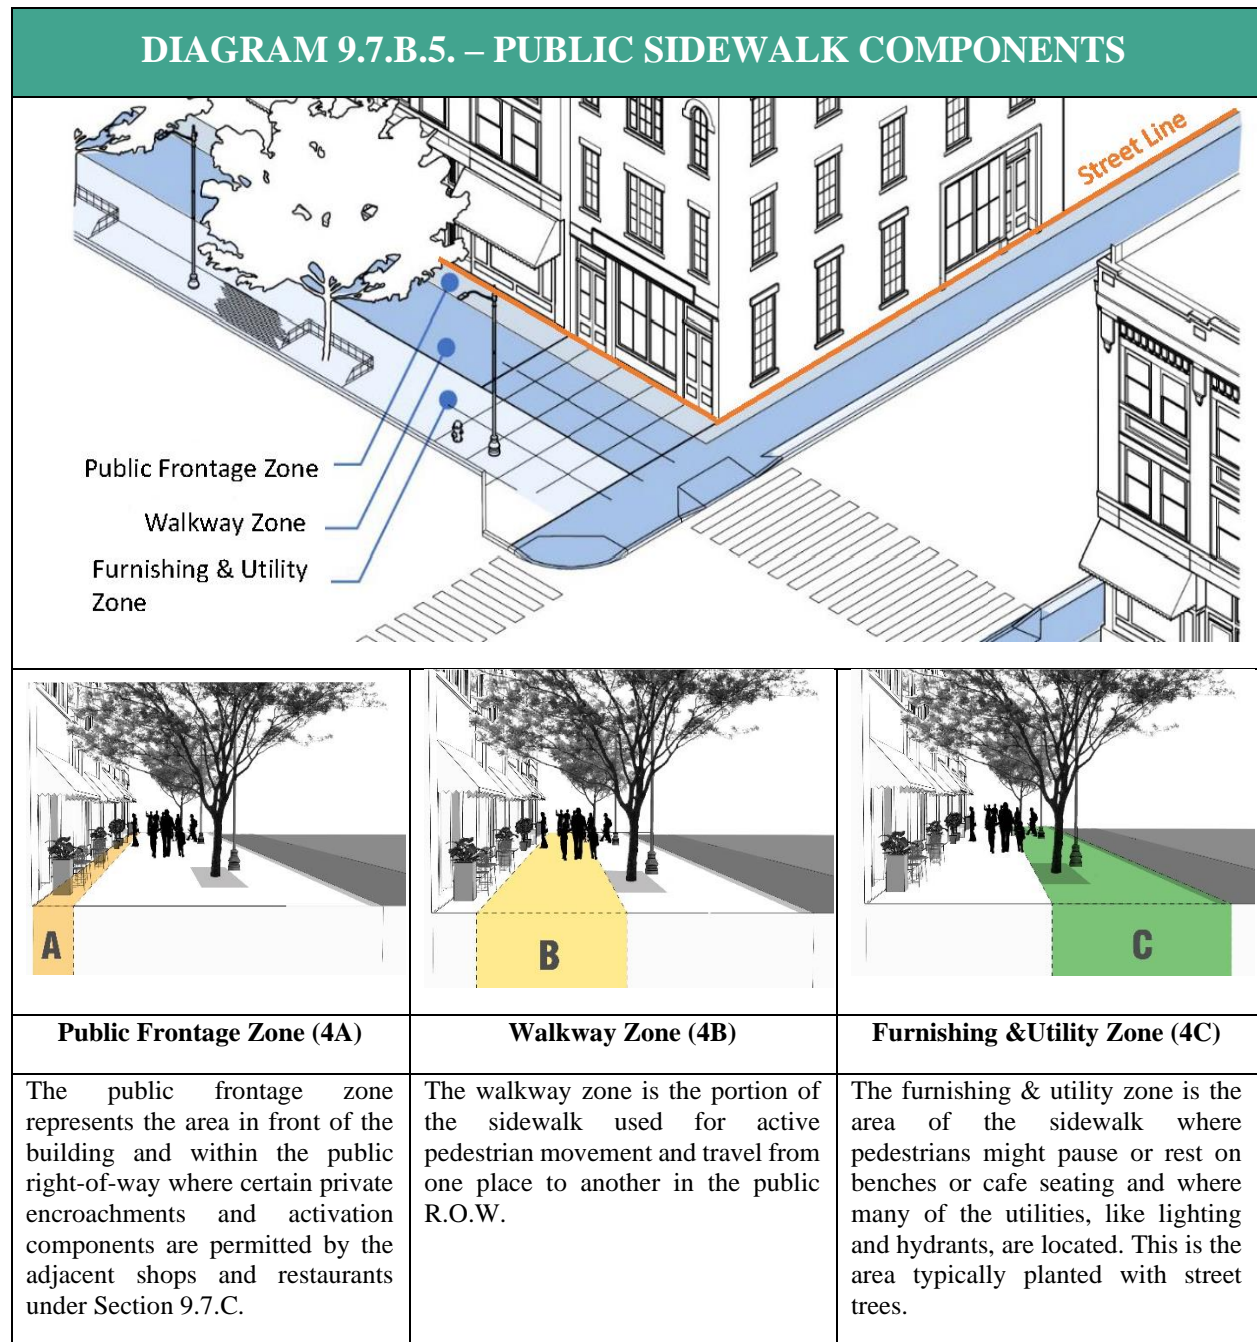 DIAGRAM 9.7.B.5. – PUBLIC SIDEWALK COMPONENTS
Street Line
Public Frontage Zone
Walkway Zone
Furnishing & Utility
Zone
A
B
C
Public Frontage Zone (4A)
Walkway Zone (4B)
Furnishing &Utility Zone (4C)
The public frontage zone
represents the area in front of the
building and within the public
right-of-way where certain private
encroachments and activation
components are permitted by the
adjacent shops and restaurants
under Section 9.7.C.
The walkway zone is the portion of
the sidewalk used for active
pedestrian movement and travel from
one place to another in the public
R.O.W.
The furnishing & utility zone is the
area of the sidewalk where
pedestrians might pause or rest on
benches or cafe seating and where
many of the utilities, like lighting
and hydrants, are located. This is the
area typically planted with street
trees.